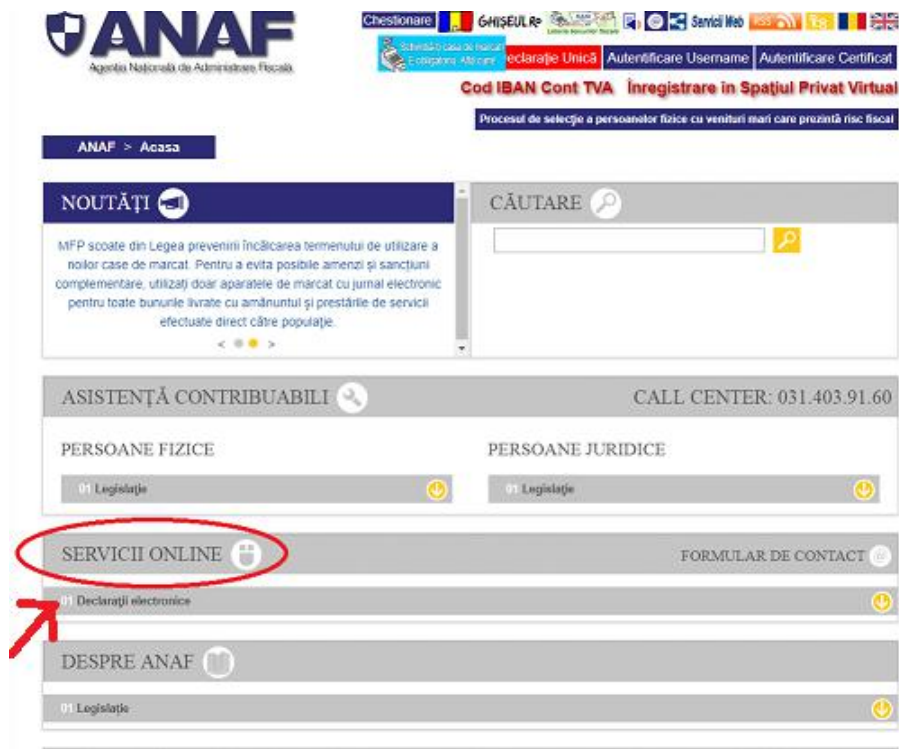 ANAF
Agenția Națională de Administrare Fiscală
Chestionare GHIȘEUL.RO Servicii Web RSS
Declarație Unică Autentificare Username Autentificare Certificat
Cod IBAN Cont TVA Înregistrare în Spațiul Privat Virtual
Procesul de selecție a persoanelor fizice cu venituri mari care prezintă risc fiscal
ANAF > Acasa
NOUTĂȚI
CĂUTARE
MFP scoate din Legea prevenirii încălcarea termenului de utilizare a
noilor case de marcat. Pentru a evita posibile amenzi și sancțiuni
complementare, utilizați doar aparatele de marcat cu jurnal electronic
pentru toate bunurile livrate cu amănuntul și prestările de servicii
efectuate direct către populație.
< >
ASISTENȚĂ CONTRIBUABILI
CALL CENTER: 031.403.91.60
PERSOANE FIZICE
PERSOANE JURIDICE
01 Legislație
01 Legislație
SERVICII ONLINE
FORMULAR DE CONTACT @
01 Declarații electronice
DESPRE ANAF
01 Legislație